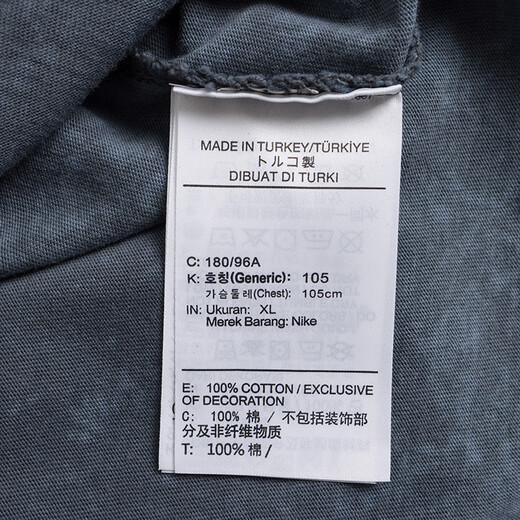 MADE IN TURKEY/TÜRKİYE
トルコ製
DIBUAT DI TURKI
C: 180/96A
K: 호칭(Generic): 105
가슴둘레(Chest): 105cm
IN: Ukuran: XL
Merek Barang: Nike
E: 100% COTTON / EXCLUSIVE
OF DECORATION
C: 100% 棉 / 不包括装饰部
分及非纤维物质
T: 100% 棉 /